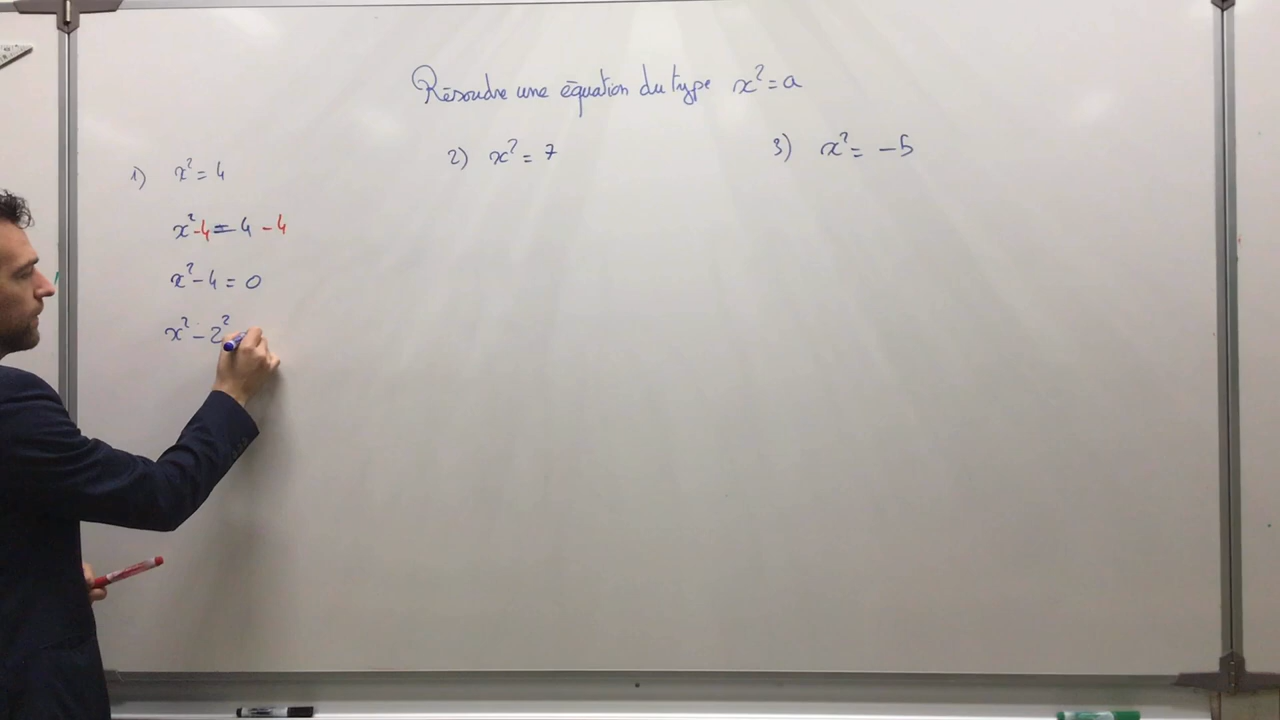 Résoudre une équation du type x² = a
1) x² = 4
x² - 4 = 4 - 4
x² - 4 = 0
x² - 2²
2) x² = 7
3) x² = -5